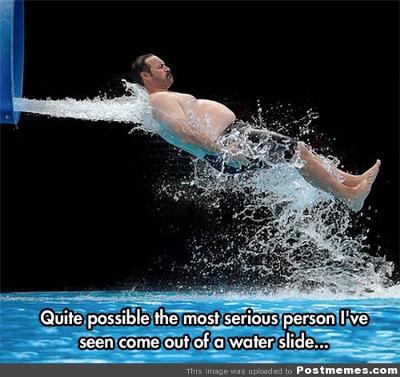 Quite possible the most serious person I've
seen come out of a water slide...
This image was uploaded to Postmemes.com